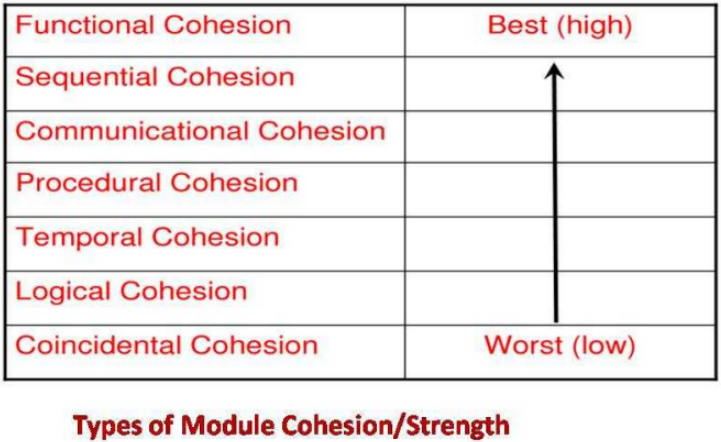 Functional Cohesion Best (high)
Sequential Cohesion
Communicational Cohesion
Procedural Cohesion
Temporal Cohesion
Logical Cohesion
Coincidental Cohesion Worst (low)
Types of Module Cohesion/Strength